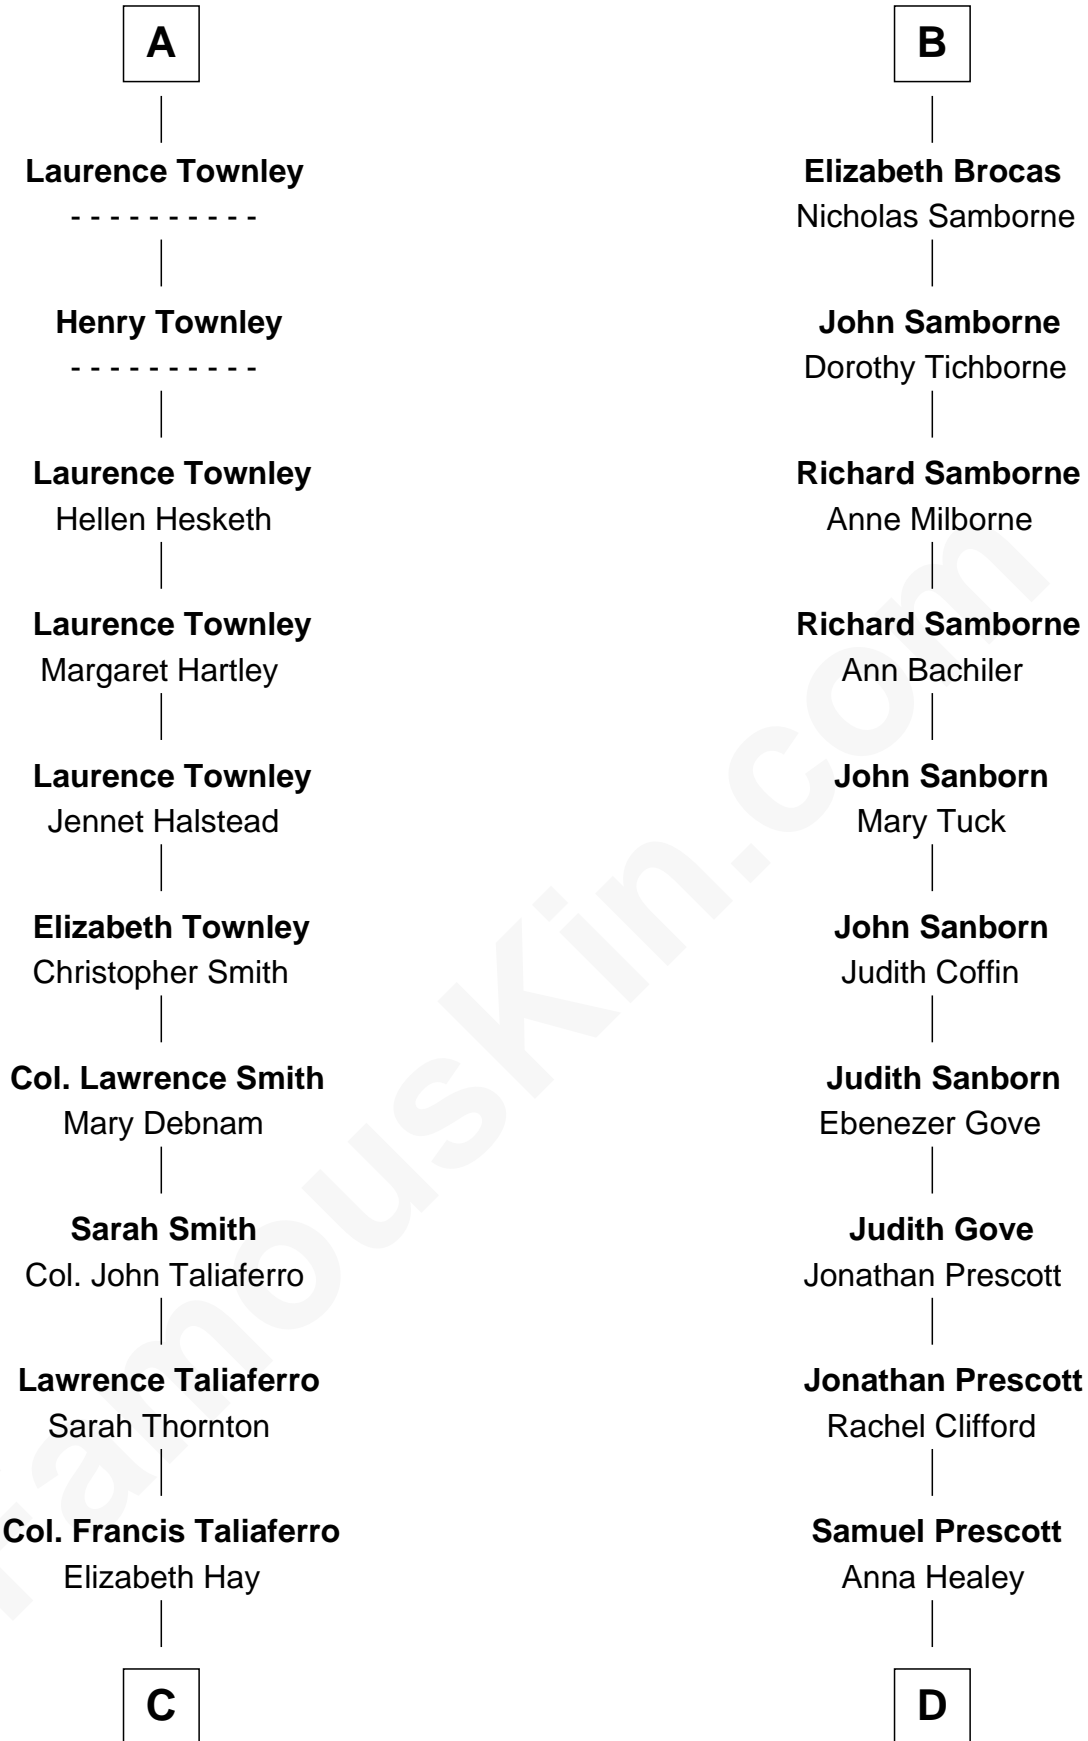 A
Laurence Townley
- - - - - - - - - -
Henry Townley
- - - - - - - - - -
Laurence Townley
Hellen Hesketh
Laurence Townley
Margaret Hartley
Laurence Townley
Jennet Halstead
Elizabeth Townley
Christopher Smith
Col. Lawrence Smith
Mary Debnam
Sarah Smith
Col. John Taliaferro
Lawrence Taliaferro
Sarah Thornton
Col. Francis Taliaferro
Elizabeth Hay
C
B
Elizabeth Brocas
Nicholas Samborne
John Samborne
Dorothy Tichborne
Richard Samborne
Anne Milborne
Richard Samborne
Ann Bachiler
John Sanborn
Mary Tuck
John Sanborn
Judith Coffin
Judith Sanborn
Ebenezer Gove
Judith Gove
Jonathan Prescott
Jonathan Prescott
Rachel Clifford
Samuel Prescott
Anna Healey
D
FamousKin.com